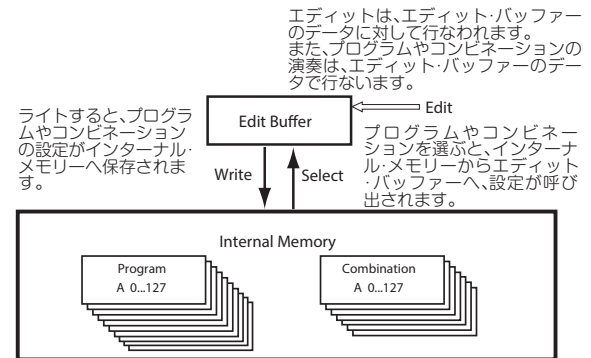 エディットは、エディット・バッファー
のデータに対して行なわれます。
また、プログラムやコンビネーションの
演奏は、エディット・バッファーのデー
タで行ないます。
ライトすると、プログラ
ムやコンビネーション
の設定がインターナル・
メモリーへ保存されま
す。
Edit Buffer
Edit
プログラムやコンビネー
ションを選ぶと、インターナ
ル・メモリーからエディット
・バッファーへ、設定が呼び
出されます。
Write
Select
Internal Memory
Program
A 0...127
Combination
A 0...127